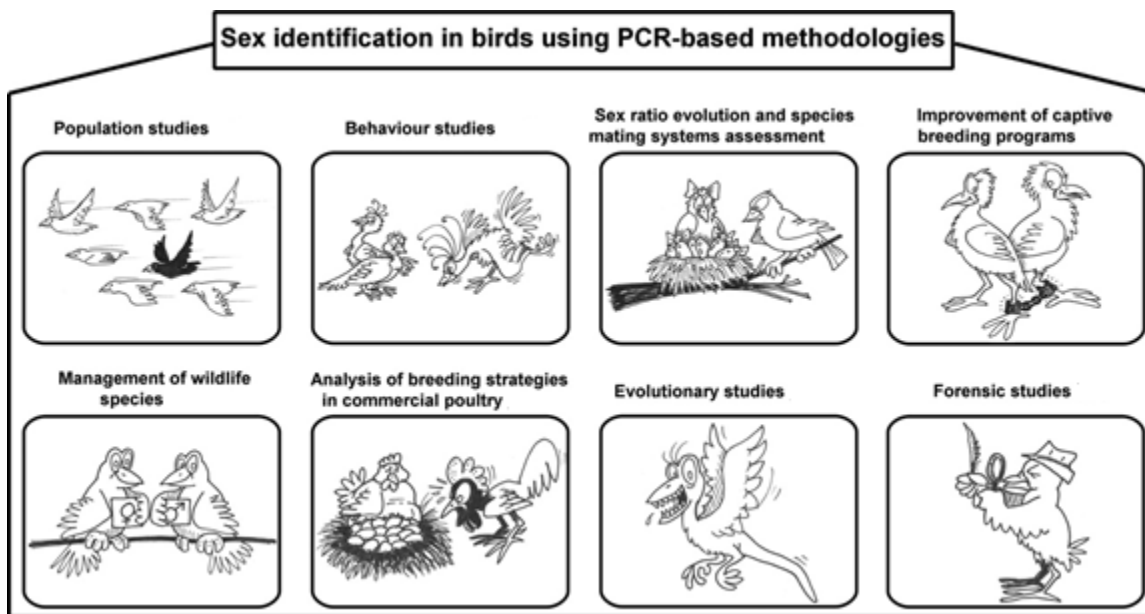 Sex identification in birds using PCR-based methodologies
Population studies
Behaviour studies
Sex ratio evolution and species
mating systems assessment
Improvement of captive
breeding programs
Management of wildlife
species
Analysis of breeding strategies
in commercial poultry
Evolutionary studies
Forensic studies